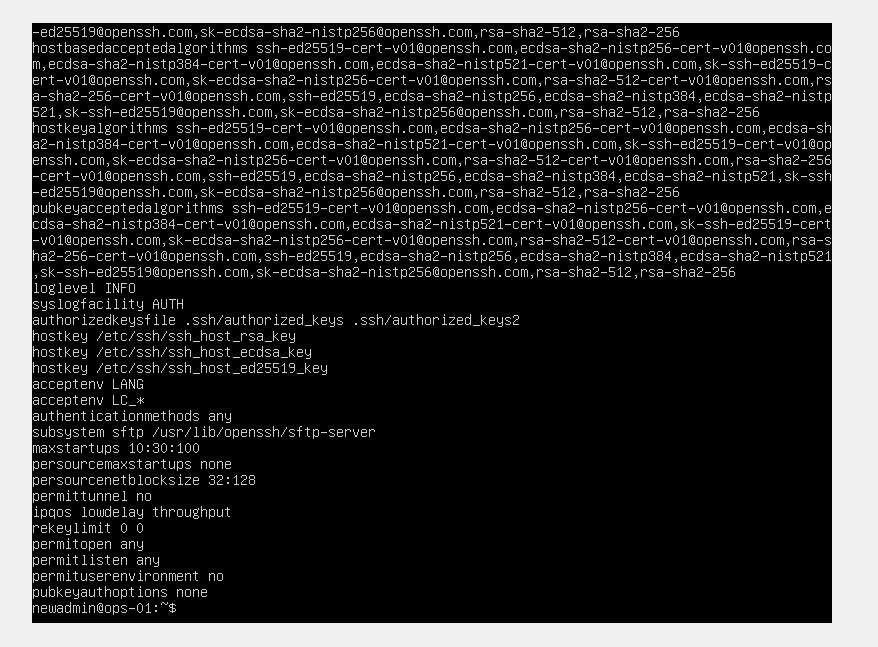 -ed25519@openssh.com,sk-ecdsa-sha2-nistp256@openssh.com,rsa-sha2-512,rsa-sha2-256
hostbasedacceptedalgorithms ssh-ed25519-cert-v01@openssh.com,ecdsa-sha2-nistp256-cert-v01@openssh.co
m,ecdsa-sha2-nistp384-cert-v01@openssh.com,ecdsa-sha2-nistp521-cert-v01@openssh.com,sk-ssh-ed25519-c
ert-v01@openssh.com,sk-ecdsa-sha2-nistp256-cert-v01@openssh.com,rsa-sha2-512-cert-v01@openssh.com,rs
a-sha2-256-cert-v01@openssh.com,ssh-ed25519,ecdsa-sha2-nistp256,ecdsa-sha2-nistp384,ecdsa-sha2-nistp
521,sk-ssh-ed25519@openssh.com,sk-ecdsa-sha2-nistp256@openssh.com,rsa-sha2-512,rsa-sha2-256
hostkeyalgorithms ssh-ed25519-cert-v01@openssh.com,ecdsa-sha2-nistp256-cert-v01@openssh.com,ecdsa-sh
a2-nistp384-cert-v01@openssh.com,ecdsa-sha2-nistp521-cert-v01@openssh.com,sk-ssh-ed25519-cert-v01@op
enssh.com,sk-ecdsa-sha2-nistp256-cert-v01@openssh.com,rsa-sha2-512-cert-v01@openssh.com,rsa-sha2-256
-cert-v01@openssh.com,ssh-ed25519,ecdsa-sha2-nistp256,ecdsa-sha2-nistp384,ecdsa-sha2-nistp521,sk-ssh
-ed25519@openssh.com,sk-ecdsa-sha2-nistp256@openssh.com,rsa-sha2-512,rsa-sha2-256
pubkeyacceptedalgorithms ssh-ed25519-cert-v01@openssh.com,ecdsa-sha2-nistp256-cert-v01@openssh.com,e
cdsa-sha2-nistp384-cert-v01@openssh.com,ecdsa-sha2-nistp521-cert-v01@openssh.com,sk-ssh-ed25519-cert
-v01@openssh.com,sk-ecdsa-sha2-nistp256-cert-v01@openssh.com,rsa-sha2-512-cert-v01@openssh.com,rsa-s
ha2-256-cert-v01@openssh.com,ssh-ed25519,ecdsa-sha2-nistp256,ecdsa-sha2-nistp384,ecdsa-sha2-nistp521
,sk-ssh-ed25519@openssh.com,sk-ecdsa-sha2-nistp256@openssh.com,rsa-sha2-512,rsa-sha2-256
loglevel INFO
syslogfacility AUTH
authorizedkeysfile .ssh/authorized_keys .ssh/authorized_keys2
hostkey /etc/ssh/ssh_host_rsa_key
hostkey /etc/ssh/ssh_host_ecdsa_key
hostkey /etc/ssh/ssh_host_ed25519_key
acceptenv LANG
acceptenv LC_*
authenticationmethods any
subsystem sftp /usr/lib/openssh/sftp-server
maxstartups 10:30:100
persourcemaxstartups none
persourcenetblocksize 32:128
permittunnel no
ipqos lowdelay throughput
rekeylimit 0 0
permitopen any
permitlisten any
permituserenvironment no
pubkeyauthoptions none
newadmin@ops-01:~$